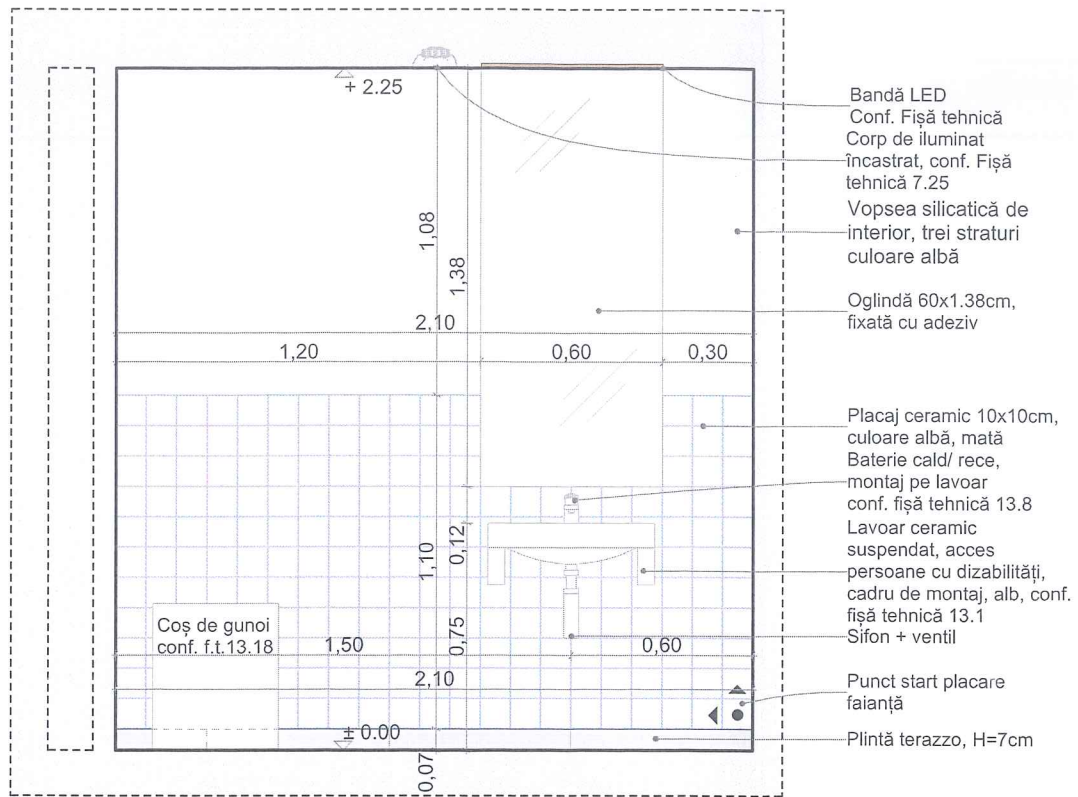 + 2.25
Bandă LED
Conf. Fișă tehnică
Corp de iluminat
încastrat, conf. Fișă
tehnică 7.25
Vopsea silicatică de
interior, trei straturi
culoare albă
1,08
1,38
Oglindă 60x1.38cm,
fixată cu adeziv
2,10
1,20
0,60
0,30
Placaj ceramic 10x10cm,
culoare albă, mată
Baterie cald/ rece,
montaj pe lavoar
conf. fișă tehnică 13.8
Lavoar ceramic
suspendat, acces
persoane cu dizabilități,
cadru de montaj, alb, conf.
fișă tehnică 13.1
Sifon + ventil
1,10
0,12
0,75
Coș de gunoi
conf. f.t.13.18
1,50
0,60
2,10
Punct start placare
faianță
± 0.00
Plintă terazzo, H=7cm
0,07